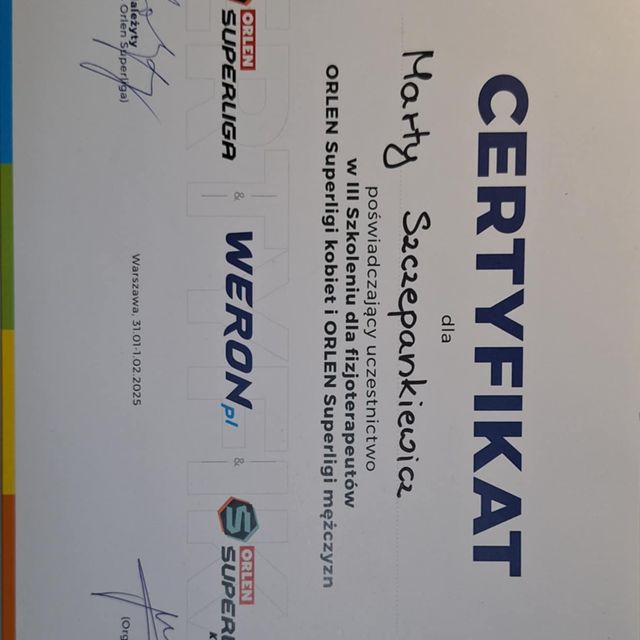 CERTYFIKAT
dla
Marty Szczepankiewicz
poświadczający uczestnictwo
w III Szkoleniu dla fizjoterapeutów
ORLEN Superligi kobiet i ORLEN Superligi mężczyzn
ORLEN
SUPERLIGA
&
WERON.pl
&
ORLEN
Warszawa, 31.01-1.02.2025
Orlen Superliga)